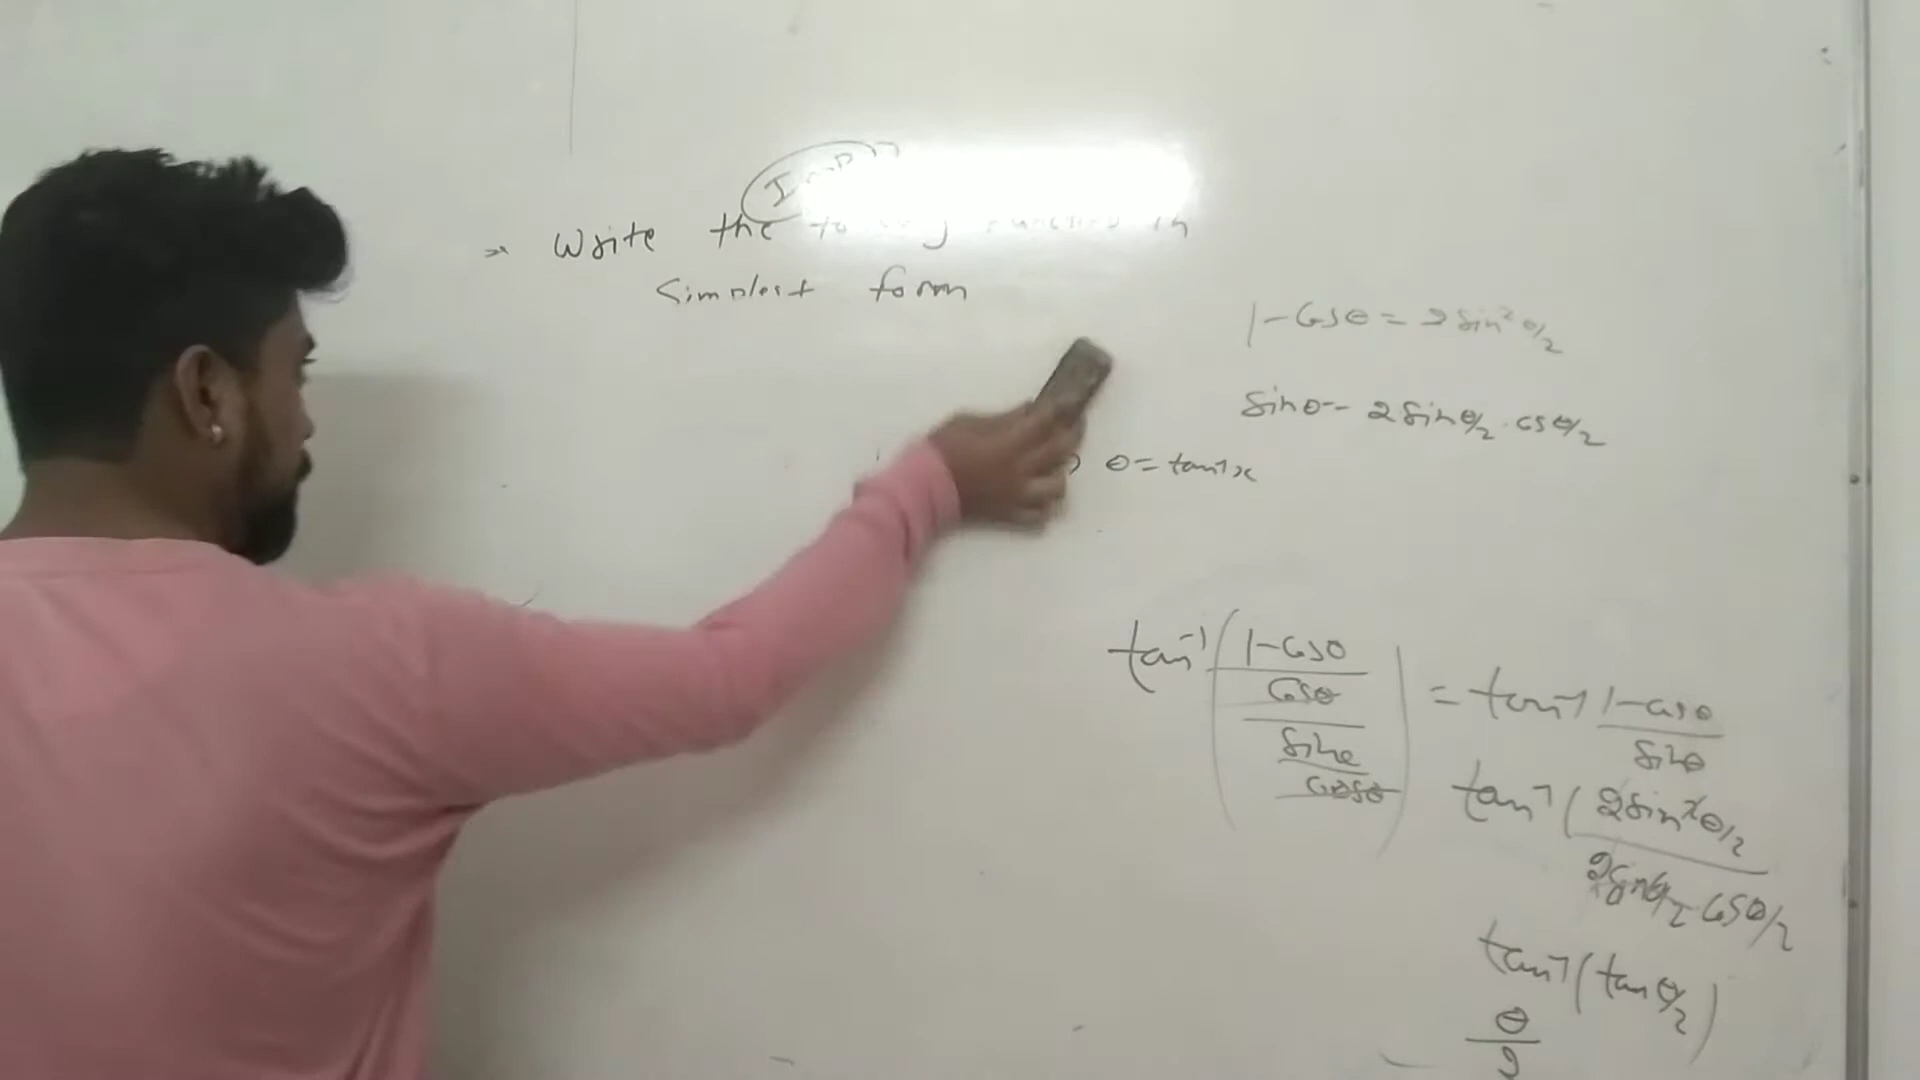 Write the in
simplest form
1-cosθ = 2sin²θ/2
sinθ = 2sinθ/2 . cosθ/2
θ = tan⁻¹x
tan⁻¹(1-cosθ/cosθ / sinθ/cosθ) = tan⁻¹ 1-cosθ/sinθ
tan⁻¹(2sin²θ/2 / 2sinθ/2 cosθ/2
tan⁻¹(tanθ/2)
θ/2